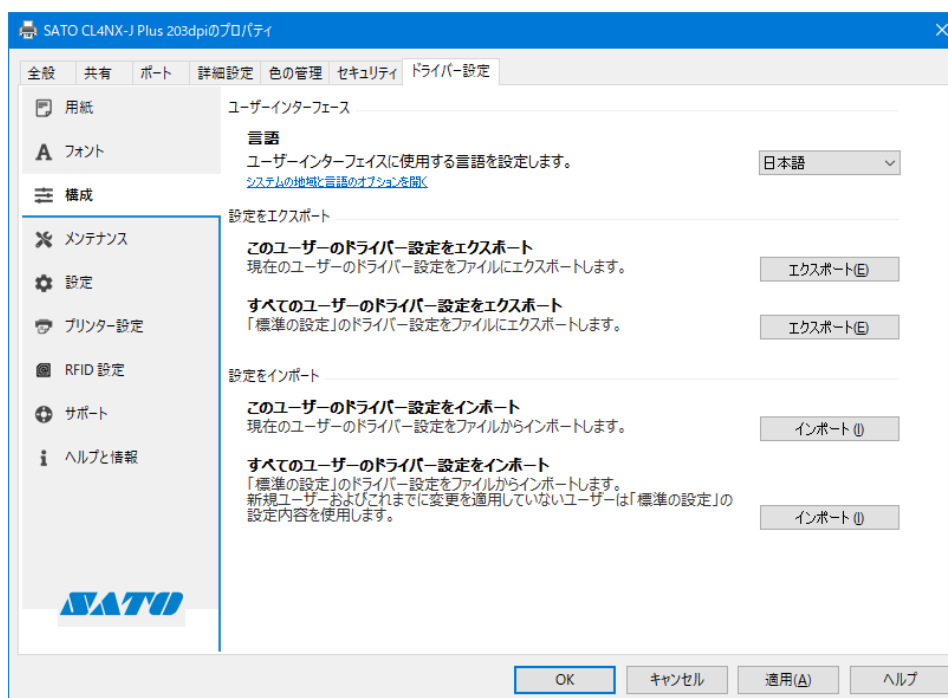 SATO CL4NX-J Plus 203dpiのプロパティ
全般 共有 ポート 詳細設定 色の管理 セキュリティ ドライバー設定
用紙
フォント
構成
メンテナンス
設定
プリンター設定
RFID 設定
サポート
ヘルプと情報
SATO
ユーザーインターフェース
言語
ユーザーインターフェイスに使用する言語を設定します。
日本語
システムの地域と言語のオプションを開く
設定をエクスポート
このユーザーのドライバー設定をエクスポート
現在のユーザーのドライバー設定をファイルにエクスポートします。
エクスポート(E)
すべてのユーザーのドライバー設定をエクスポート
「標準の設定」のドライバー設定をファイルにエクスポートします。
エクスポート(E)
設定をインポート
このユーザーのドライバー設定をインポート
現在のユーザーのドライバー設定をファイルからインポートします。
インポート(I)
すべてのユーザーのドライバー設定をインポート
「標準の設定」のドライバー設定をファイルからインポートします。
新規ユーザーおよびこれまでに変更を適用していないユーザーは「標準の設定」の
設定内容を使用します。
インポート(I)
OK キャンセル 適用(A) ヘルプ